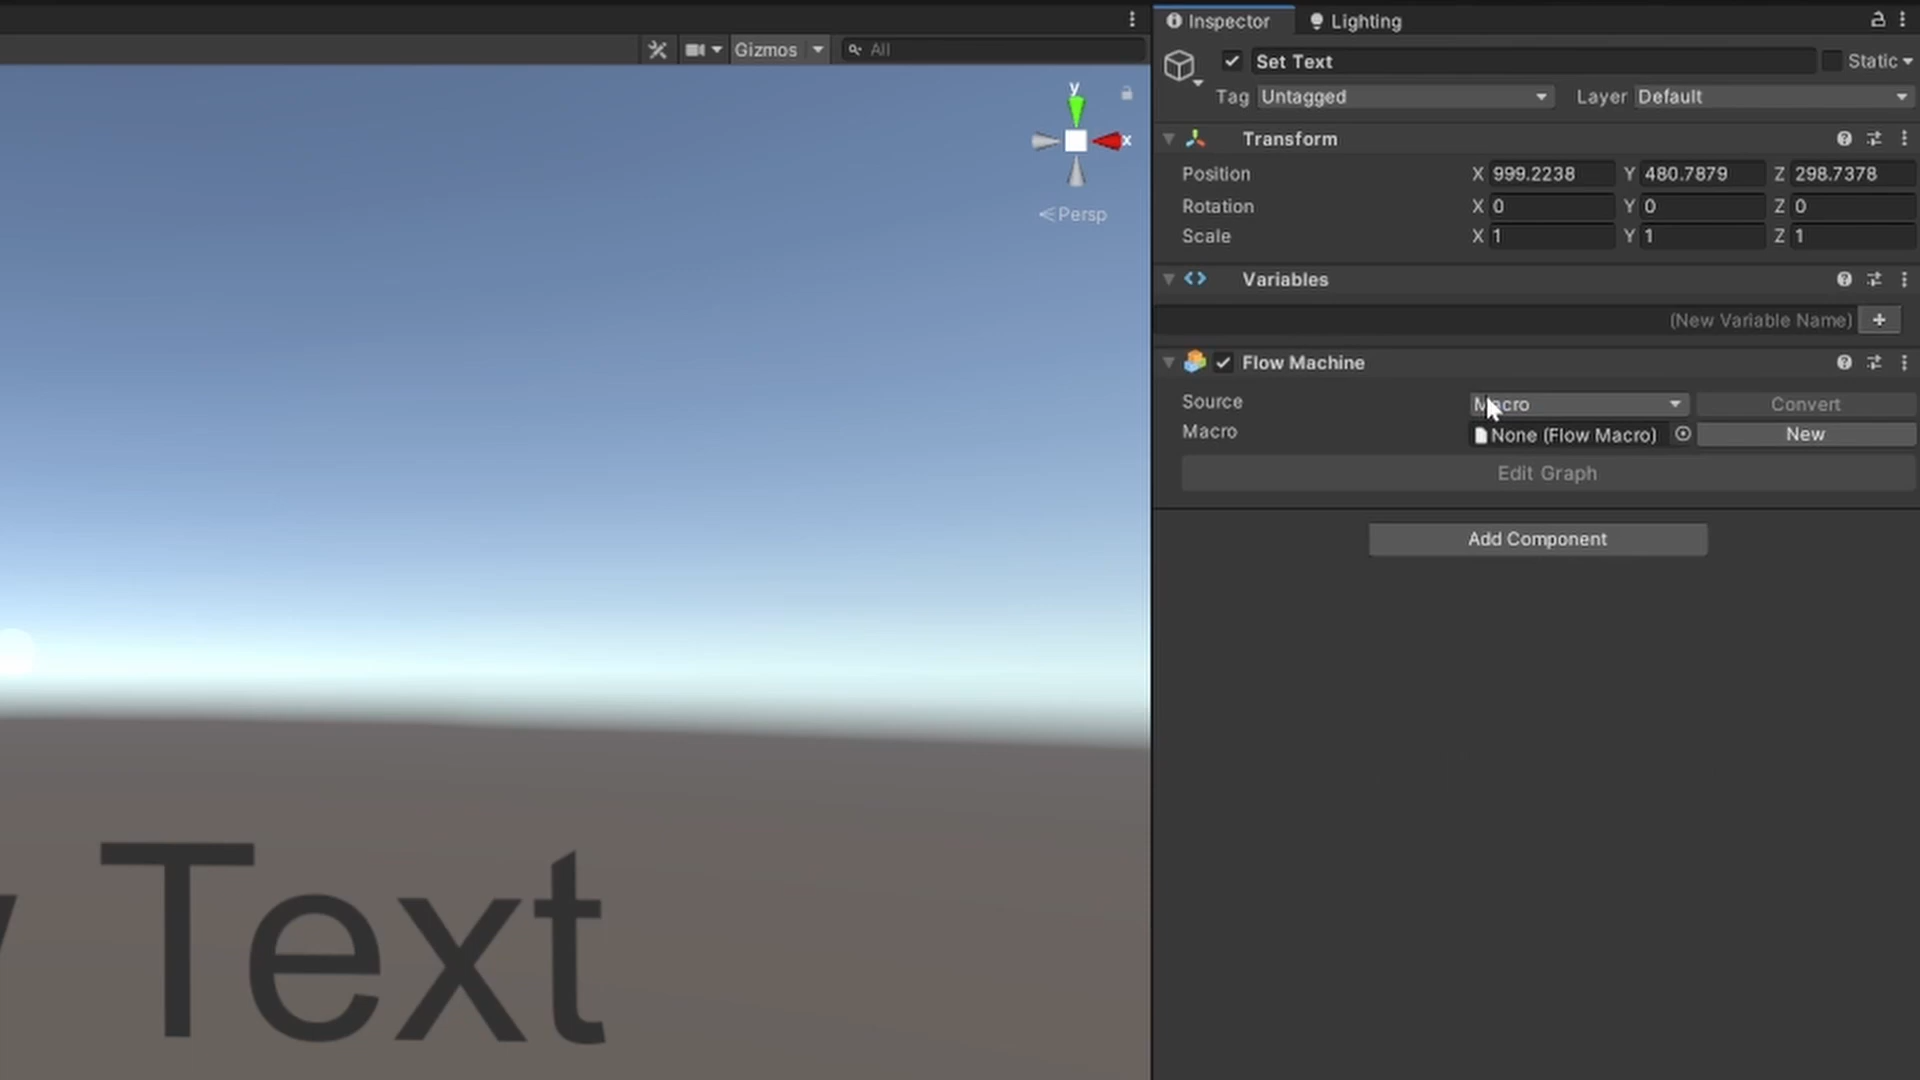 Inspector Lighting
Gizmos All
Set Text Static
Tag Untagged Layer Default
y
x
Persp
Transform
Position X 999.2238 Y 480.7879 Z 298.7378
Rotation X 0 Y 0 Z 0
Scale X 1 Y 1 Z 1
Variables
(New Variable Name) +
Flow Machine
Source Macro Convert
Macro None (Flow Macro) New
Edit Graph
Add Component
Text